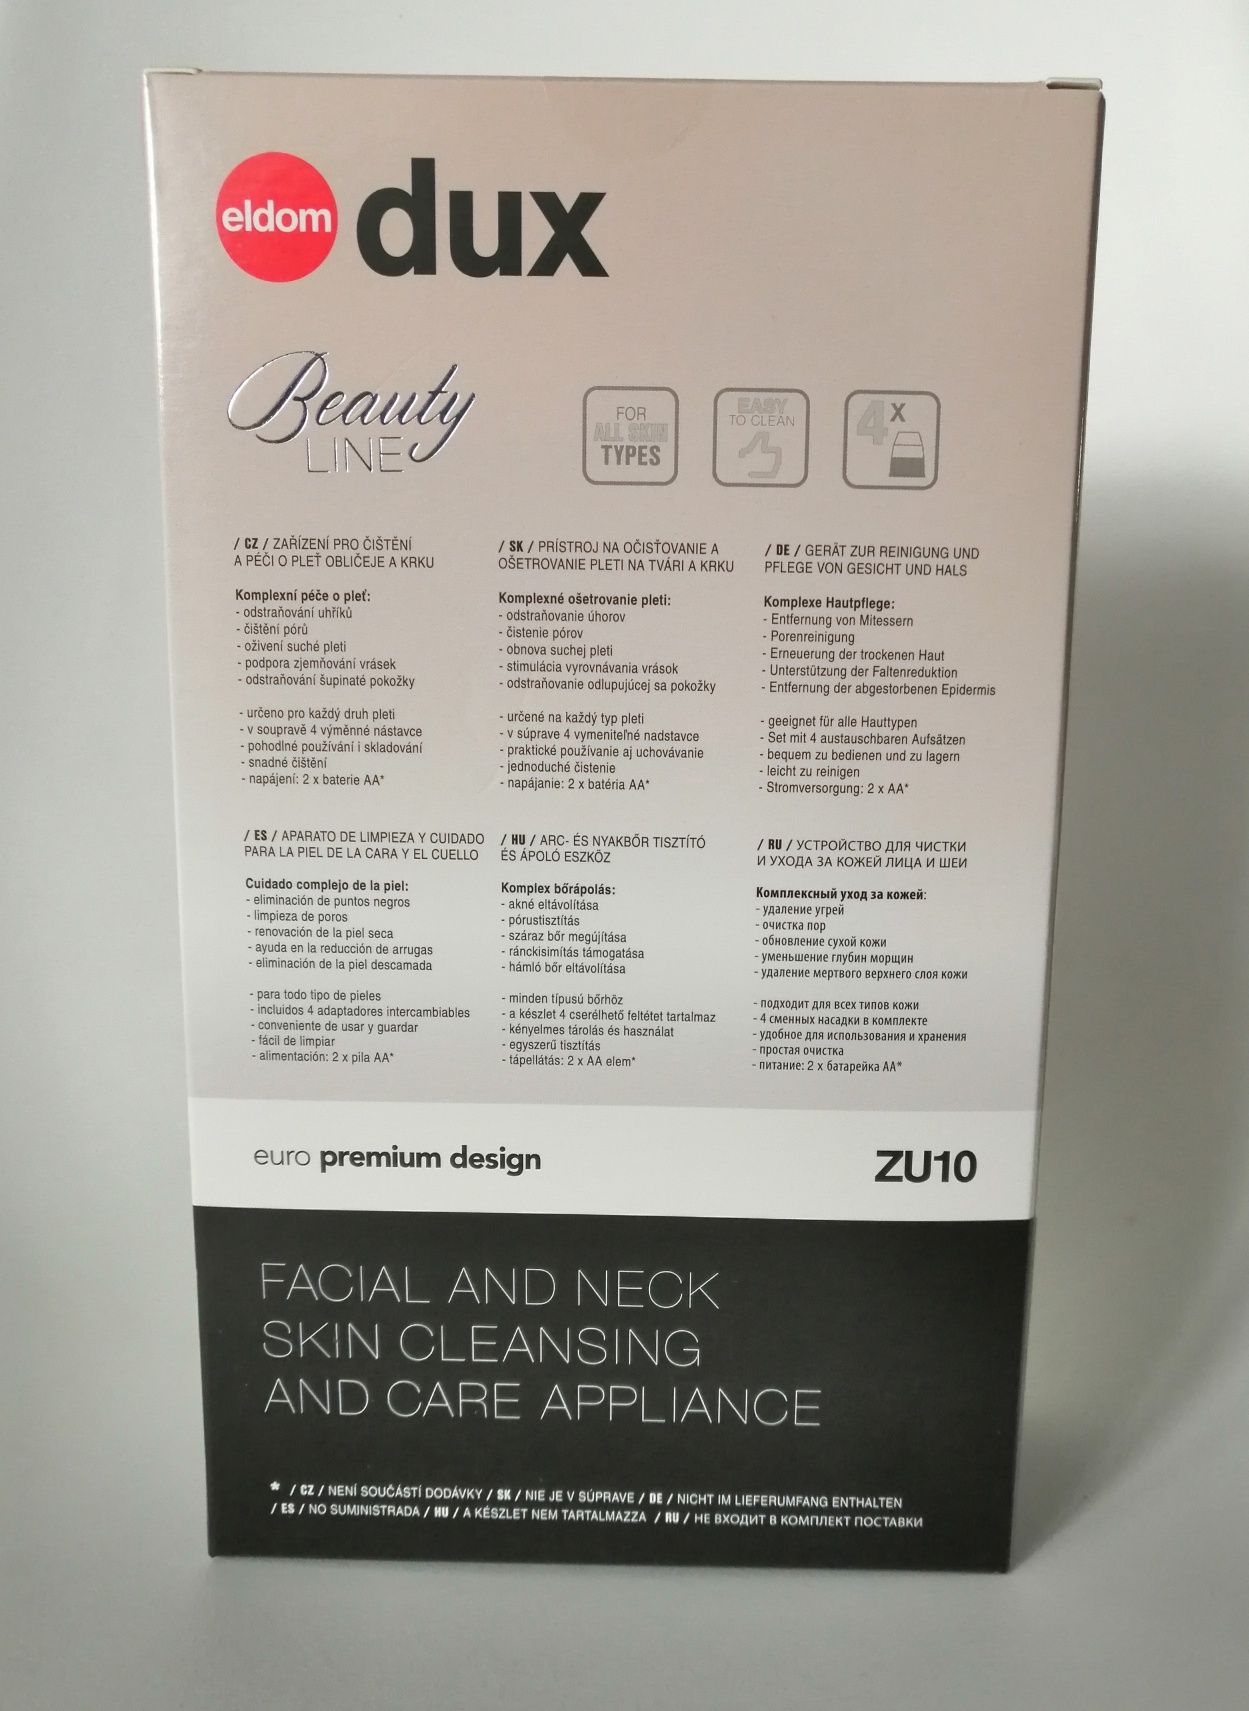 eldom dux
Beauty
LINE
FOR
ALL SKIN
TYPES
EASY
TO CLEAN
4X
/ CZ / ZAŘÍZENÍ PRO ČIŠTĚNÍ
A PÉČI O PLEŤ OBLIČEJE A KRKU
Komplexní péče o pleť:
- odstraňování uhříků
- čištění pórů
- oživení suché pleti
- podpora zjemňování vrásek
- odstraňování šupinaté pokožky
- určeno pro každý druh pleti
- v soupravě 4 výměnné nástavce
- pohodlné používání i skladování
- snadné čištění
- napájení: 2 x baterie AA*
/ SK / PRÍSTROJ NA OČISŤOVANIE A
OŠETROVANIE PLETI NA TVÁRI A KRKU
Komplexné ošetrovanie pleti:
- odstraňovanie úhorov
- čistenie pórov
- obnova suchej pleti
- stimulácia vyrovnávania vrások
- odstraňovanie odlupujúcej sa pokožky
- určené na každý typ pleti
- v súprave 4 vymeniteľné nadstavce
- praktické používanie aj uchovávanie
- jednoduché čistenie
- napájanie: 2 x batéria AA*
/ DE / GERÄT ZUR REINIGUNG UND
PFLEGE VON GESICHT UND HALS
Komplexe Hautpflege:
- Entfernung von Mitessern
- Porenreinigung
- Erneuerung der trockenen Haut
- Unterstützung der Faltenreduktion
- Entfernung der abgestorbenen Epidermis
- geeignet für alle Hauttypen
- Set mit 4 austauschbaren Aufsätzen
- bequem zu bedienen und zu lagern
- leicht zu reinigen
- Stromversorgung: 2 x AA*
/ ES / APARATO DE LIMPIEZA Y CUIDADO
PARA LA PIEL DE LA CARA Y EL CUELLO
Cuidado complejo de la piel:
- eliminación de puntos negros
- limpieza de poros
- renovación de la piel seca
- ayuda en la reducción de arrugas
- eliminación de la piel descamada
- para todo tipo de pieles
- incluidos 4 adaptadores intercambiables
- conveniente de usar y guardar
- fácil de limpiar
- alimentación: 2 x pila AA*
/ HU / ARC- ÉS NYAKBŐR TISZTÍTÓ
ÉS ÁPOLÓ ESZKÖZ
Komplex bőrápolás:
- akné eltávolítása
- pórustisztítás
- száraz bőr megújítása
- ránckisimítás támogatása
- hámló bőr eltávolítása
- minden típusú bőrhöz
- a készlet 4 cserélhető feltétet tartalmaz
- kényelmes tárolás és használat
- egyszerű tisztítás
- tápellátás: 2 x AA elem*
/ RU / УСТРОЙСТВО ДЛЯ ЧИСТКИ
И УХОДА ЗА КОЖЕЙ ЛИЦА И ШЕИ
Комплексный уход за кожей:
- удаление угрей
- очистка пор
- обновление сухой кожи
- уменьшение глубин морщин
- удаление мертвого верхнего слоя кожи
- подходит для всех типов кожи
- 4 сменных насадки в комплекте
- удобное для использования и хранения
- простая очистка
- питание: 2 х батарейка АА*
euro premium design
ZU10
FACIAL AND NECK
SKIN CLEANSING
AND CARE APPLIANCE
* / CZ / NENÍ SOUČÁSTÍ DODÁVKY / SK / NIE JE V SÚPRAVE / DE / NICHT IM LIEFERUMFANG ENTHALTEN
/ ES / NO SUMINISTRADA / HU / A KÉSZLET NEM TARTALMAZZA / RU / НЕ ВХОДИТ В КОМПЛЕКТ ПОСТАВКИ